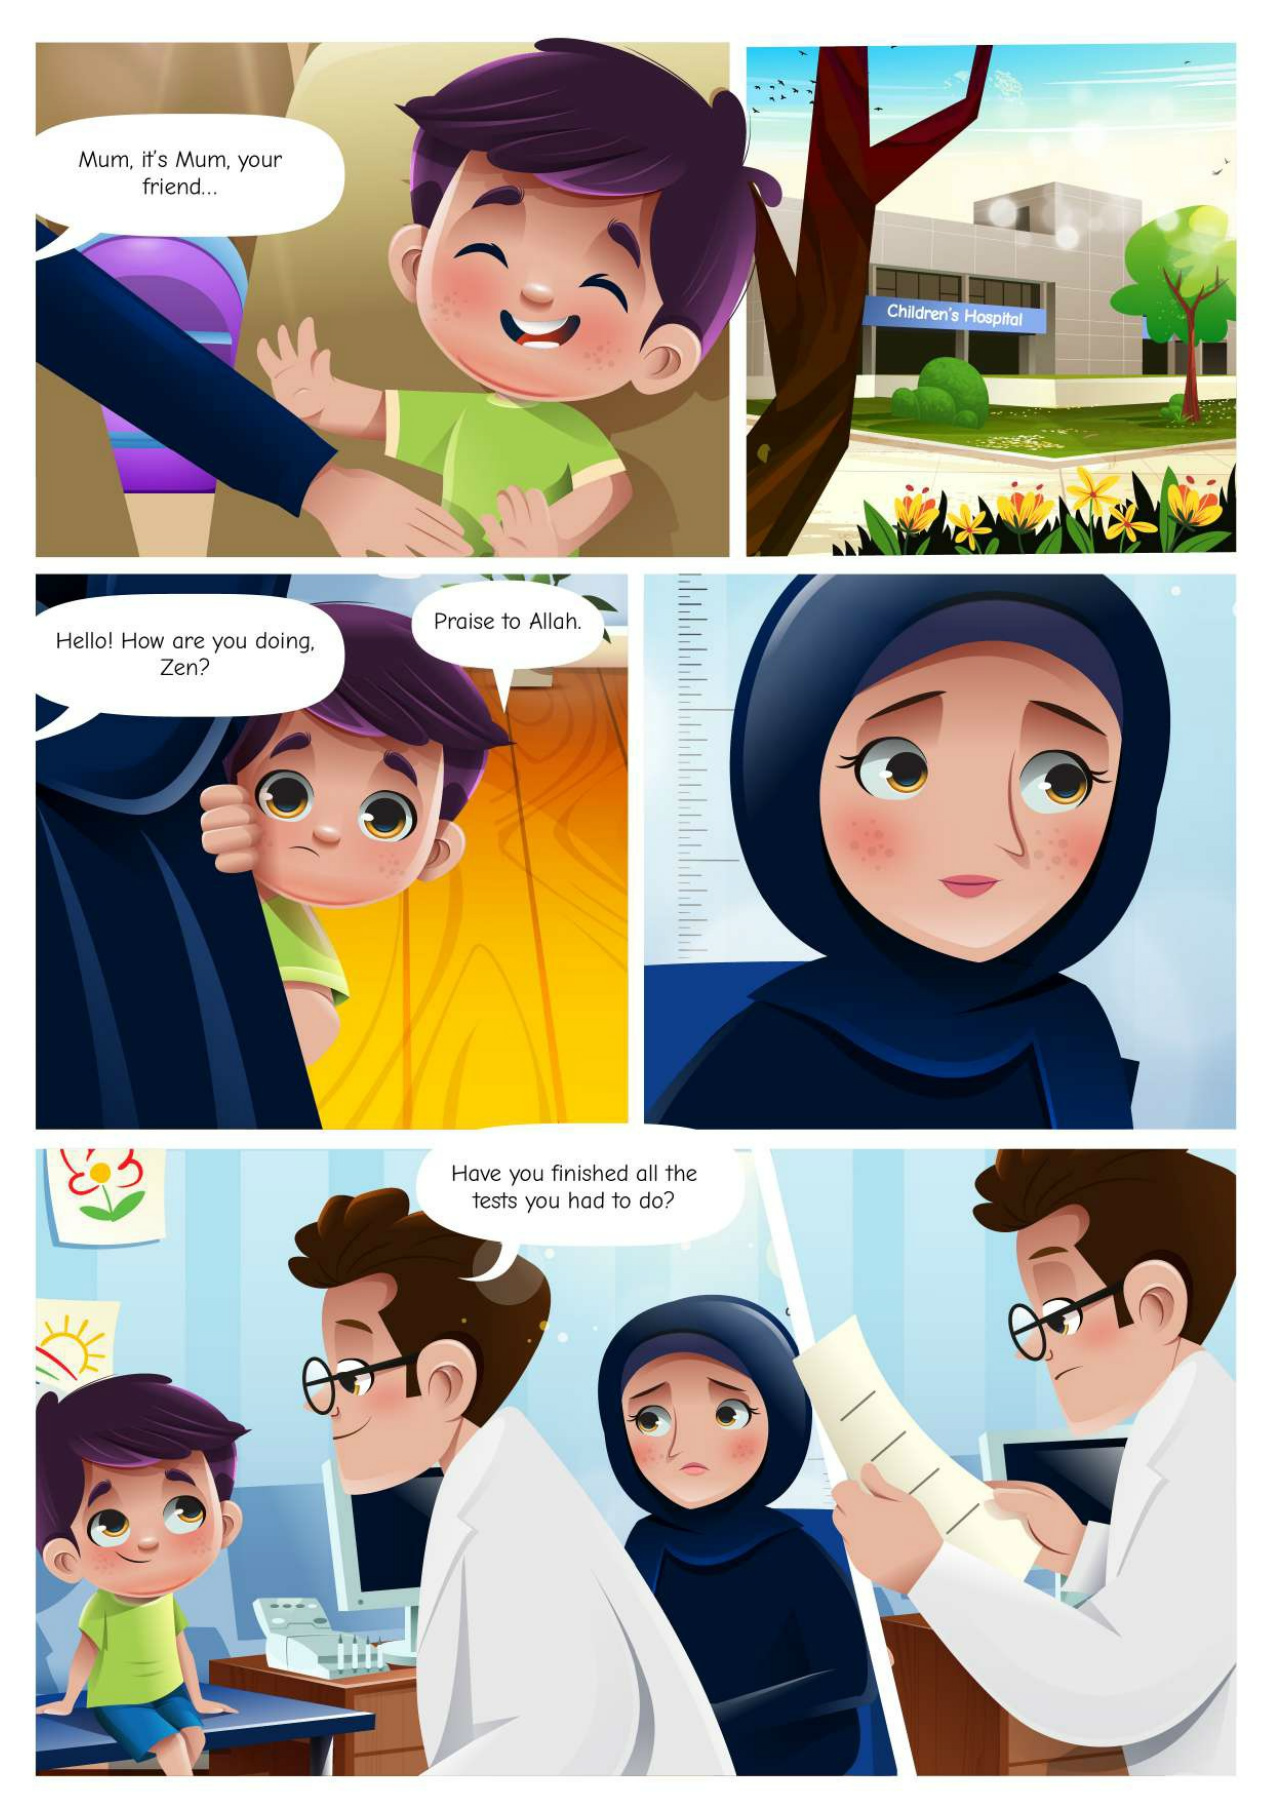 Mum, it's Mum, your
friend...
Children's Hospital
Hello! How are you doing,
Zen?
Praise to Allah.
Have you finished all the
tests you had to do?